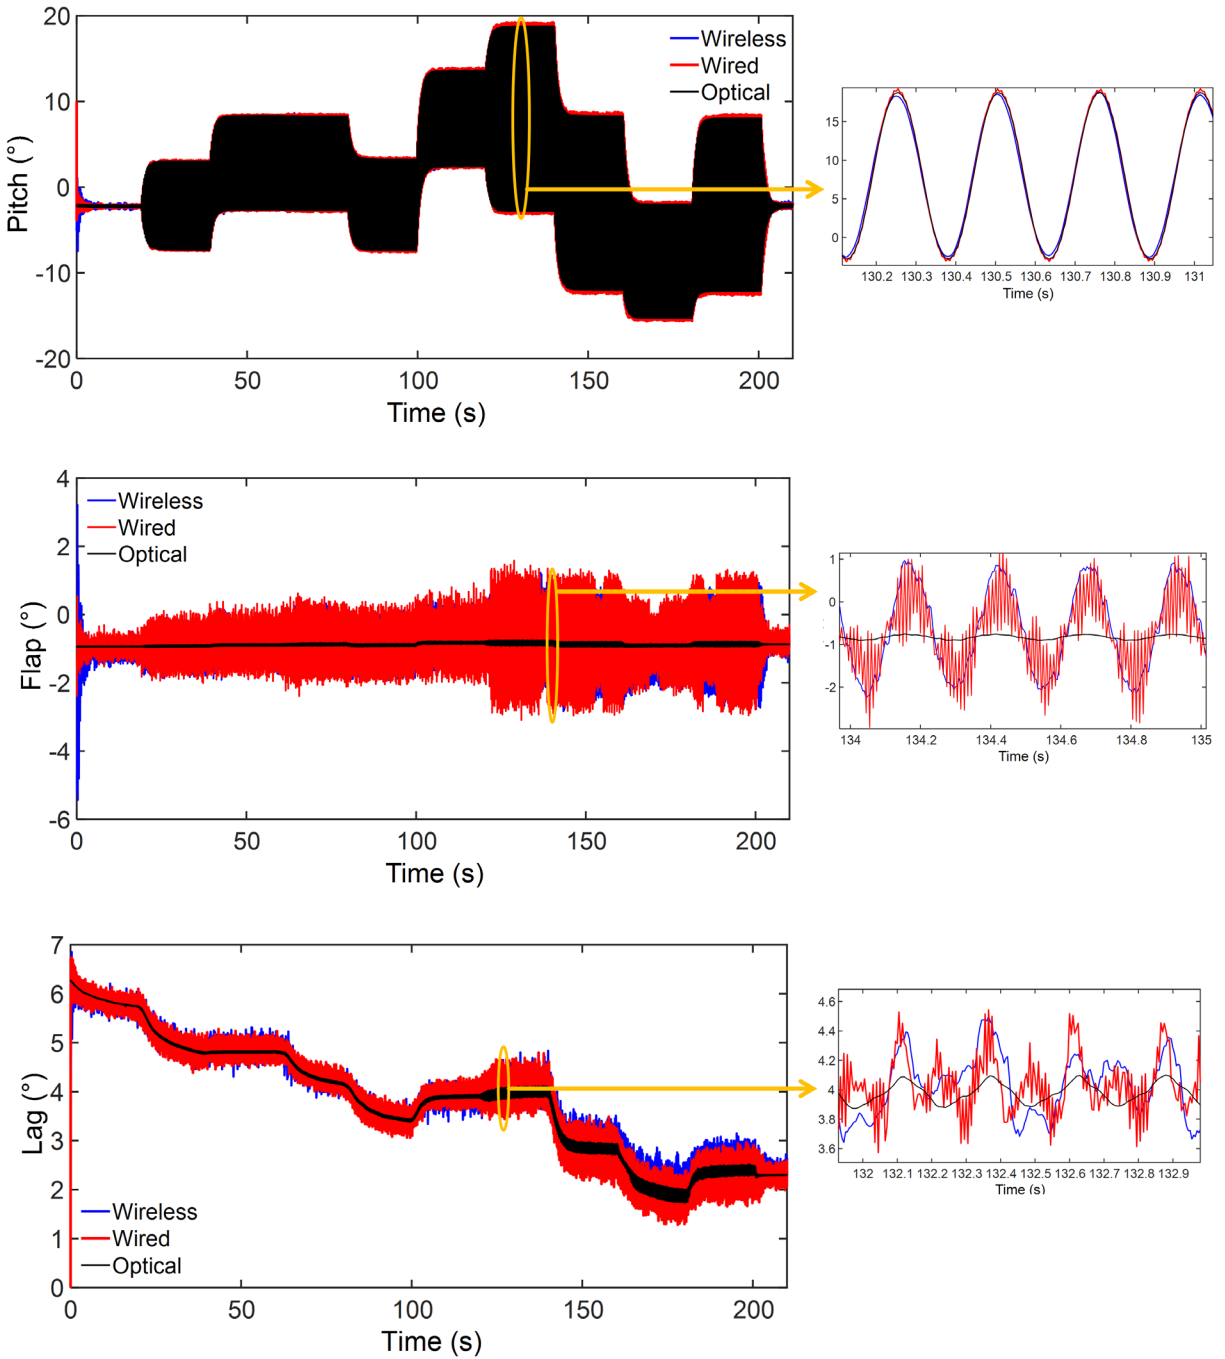 20
10
0
-10
-20
Pitch (°)
Wireless
Wired
Optical
0
50
100
150
200
Time (s)
15
10
5
0
130.2 130.3 130.4 130.5 130.6 130.7 130.8 130.9 131
Time (s)
4
2
0
-2
-4
-6
Flap (°)
Wireless
Wired
Optical
0
50
100
150
200
Time (s)
1
0
-1
-2
134 134.2 134.4 134.6 134.8 135
Time (s)
7
6
5
4
3
2
1
0
Lag (°)
Wireless
Wired
Optical
0
50
100
150
200
Time (s)
4.6
4.4
4.2
4
3.8
3.6
132 132.1 132.2 132.3 132.4 132.5 132.6 132.7 132.8 132.9
Time (s)